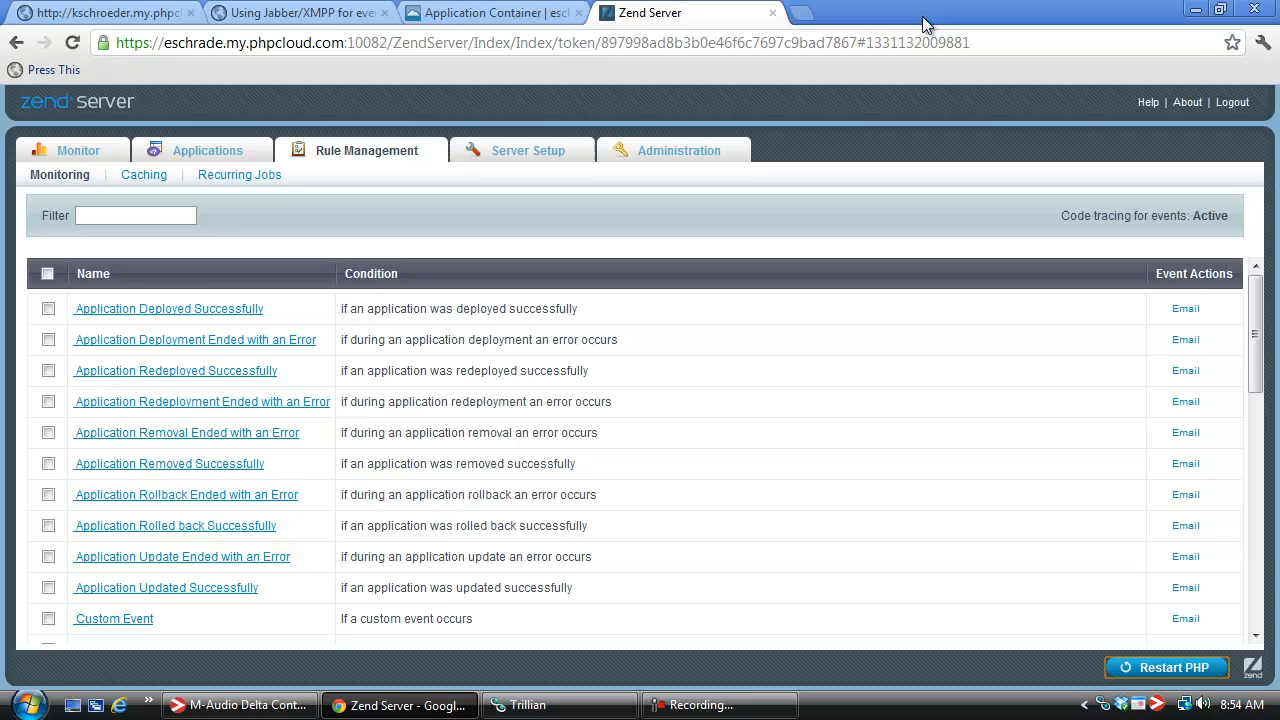 http://kschroeder.my.phpcl
Using Jabber/XMPP for eve
Application Container | esch
Zend Server
https://eschrade.my.phpcloud.com:10082/ZendServer/Index/Index/token/897998ad8b3b0e46f6c7697c9bad7867#1331132009881
Press This
zend server
Help | About | Logout
Monitor
Applications
Rule Management
Server Setup
Administration
Monitoring | Caching | Recurring Jobs
Filter
Code tracing for events: Active
Name Condition Event Actions
Application Deployed Successfully if an application was deployed successfully Email
Application Deployment Ended with an Error if during an application deployment an error occurs Email
Application Redeployed Successfully if an application was redeployed successfully Email
Application Redeployment Ended with an Error if during application redeployment an error occurs Email
Application Removal Ended with an Error if during an application removal an error occurs Email
Application Removed Successfully if an application was removed successfully Email
Application Rollback Ended with an Error if during an application rollback an error occurs Email
Application Rolled back Successfully if an application was rolled back successfully Email
Application Update Ended with an Error if during an application update an error occurs Email
Application Updated Successfully if an application was updated successfully Email
Custom Event If a custom event occurs Email
Restart PHP
zend
M-Audio Delta Cont...
Zend Server - Googl...
Trillian
Recording...
8:54 AM